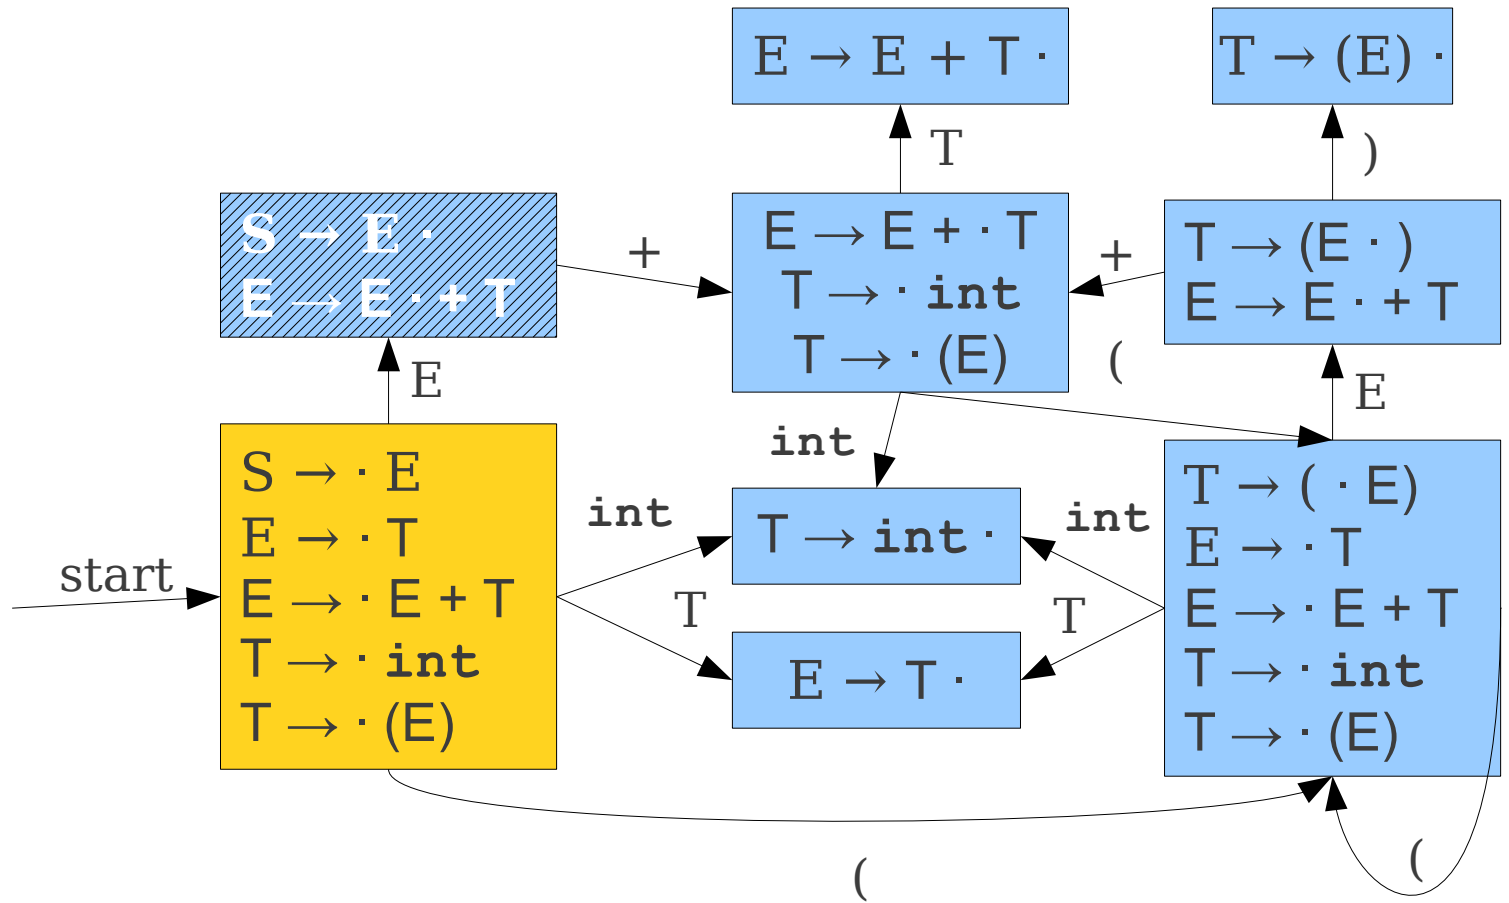 E → E + T ·
T → (E) ·
T
)
S → E ·
E → E · + T
+
E → E + · T
T → · int
T → · (E)
+
T → (E · )
E → E · + T
E
(
E
int
start
S → · E
E → · T
E → · E + T
T → · int
T → · (E)
int
T
T → int ·
E → T ·
int
T
T → ( · E)
E → · T
E → · E + T
T → · int
T → · (E)
(
(